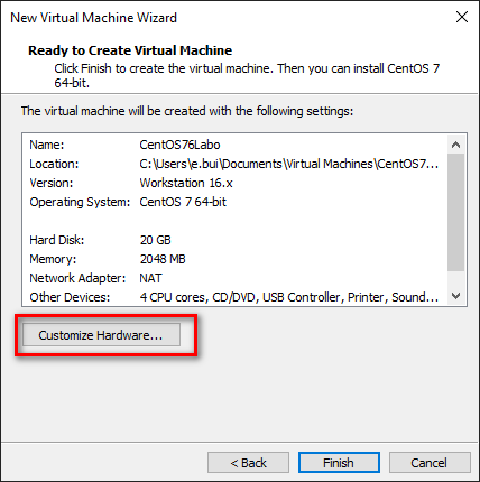 New Virtual Machine Wizard
Ready to Create Virtual Machine
Click Finish to create the virtual machine. Then you can install CentOS 7
64-bit.
The virtual machine will be created with the following settings:
Name: CentOS76Labo
Location: C:\Users\e.bui\Documents\Virtual Machines\CentOS7...
Version: Workstation 16.x
Operating System: CentOS 7 64-bit
Hard Disk: 20 GB
Memory: 2048 MB
Network Adapter: NAT
Other Devices: 4 CPU cores, CD/DVD, USB Controller, Printer, Sound...
Customize Hardware...
< Back Finish Cancel